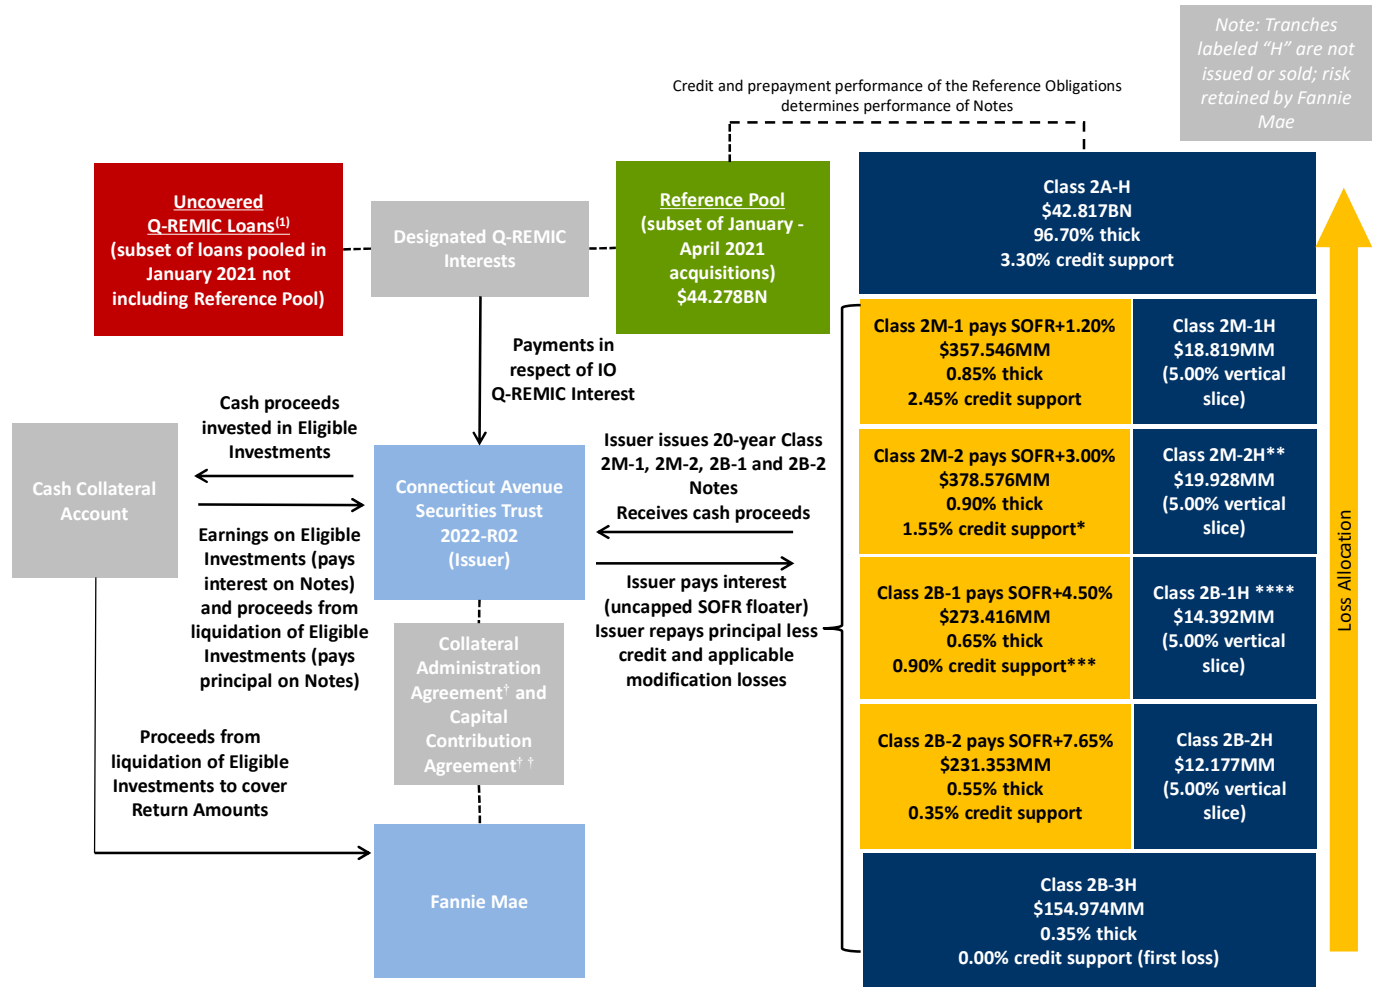 Note: Tranches
labeled “H” are not
issued or sold; risk
retained by Fannie
Mae
Credit and prepayment performance of the Reference Obligations
determines performance of Notes
Uncovered
Q-REMIC Loans(1)
(subset of loans pooled in
January 2021 not
including Reference Pool)
Designated Q-REMIC
Interests
Reference Pool
(subset of January -
April 2021
acquisitions)
$44.278BN
Class 2A-H
$42.817BN
96.70% thick
3.30% credit support
Payments in
respect of IO
Q-REMIC Interest
Cash proceeds
invested in Eligible
Investments
Cash Collateral
Account
Connecticut Avenue
Securities Trust
2022-R02
(Issuer)
Issuer issues 20-year Class
2M-1, 2M-2, 2B-1 and 2B-2
Notes
Receives cash proceeds
Earnings on Eligible
Investments (pays
interest on Notes)
and proceeds from
liquidation of Eligible
Investments (pays
principal on Notes)
Issuer pays interest
(uncapped SOFR floater)
Issuer repays principal less
credit and applicable
modification losses
Collateral
Administration
Agreement† and
Capital
Contribution
Agreement† †
Proceeds from
liquidation of Eligible
Investments to cover
Return Amounts
Fannie Mae
Class 2M-1 pays SOFR+1.20%
$357.546MM
0.85% thick
2.45% credit support
Class 2M-1H
$18.819MM
(5.00% vertical
slice)
Class 2M-2 pays SOFR+3.00%
$378.576MM
0.90% thick
1.55% credit support*
Class 2M-2H**
$19.928MM
(5.00% vertical
slice)
Class 2B-1 pays SOFR+4.50%
$273.416MM
0.65% thick
0.90% credit support***
Class 2B-1H ****
$14.392MM
(5.00% vertical
slice)
Class 2B-2 pays SOFR+7.65%
$231.353MM
0.55% thick
0.35% credit support
Class 2B-2H
$12.177MM
(5.00% vertical
slice)
Class 2B-3H
$154.974MM
0.35% thick
0.00% credit support (first loss)
Loss Allocation